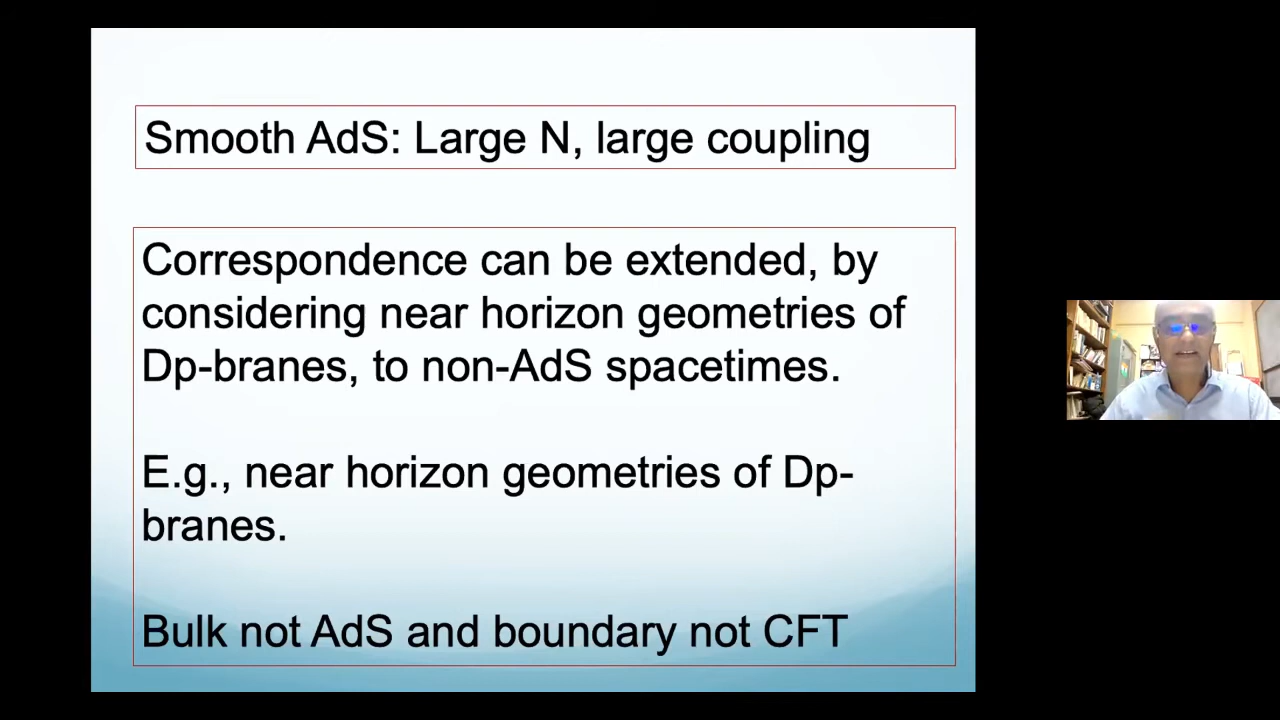 Smooth AdS: Large N, large coupling
Correspondence can be extended, by
considering near horizon geometries of
Dp-branes, to non-AdS spacetimes.
E.g., near horizon geometries of Dp-
branes.
Bulk not AdS and boundary not CFT